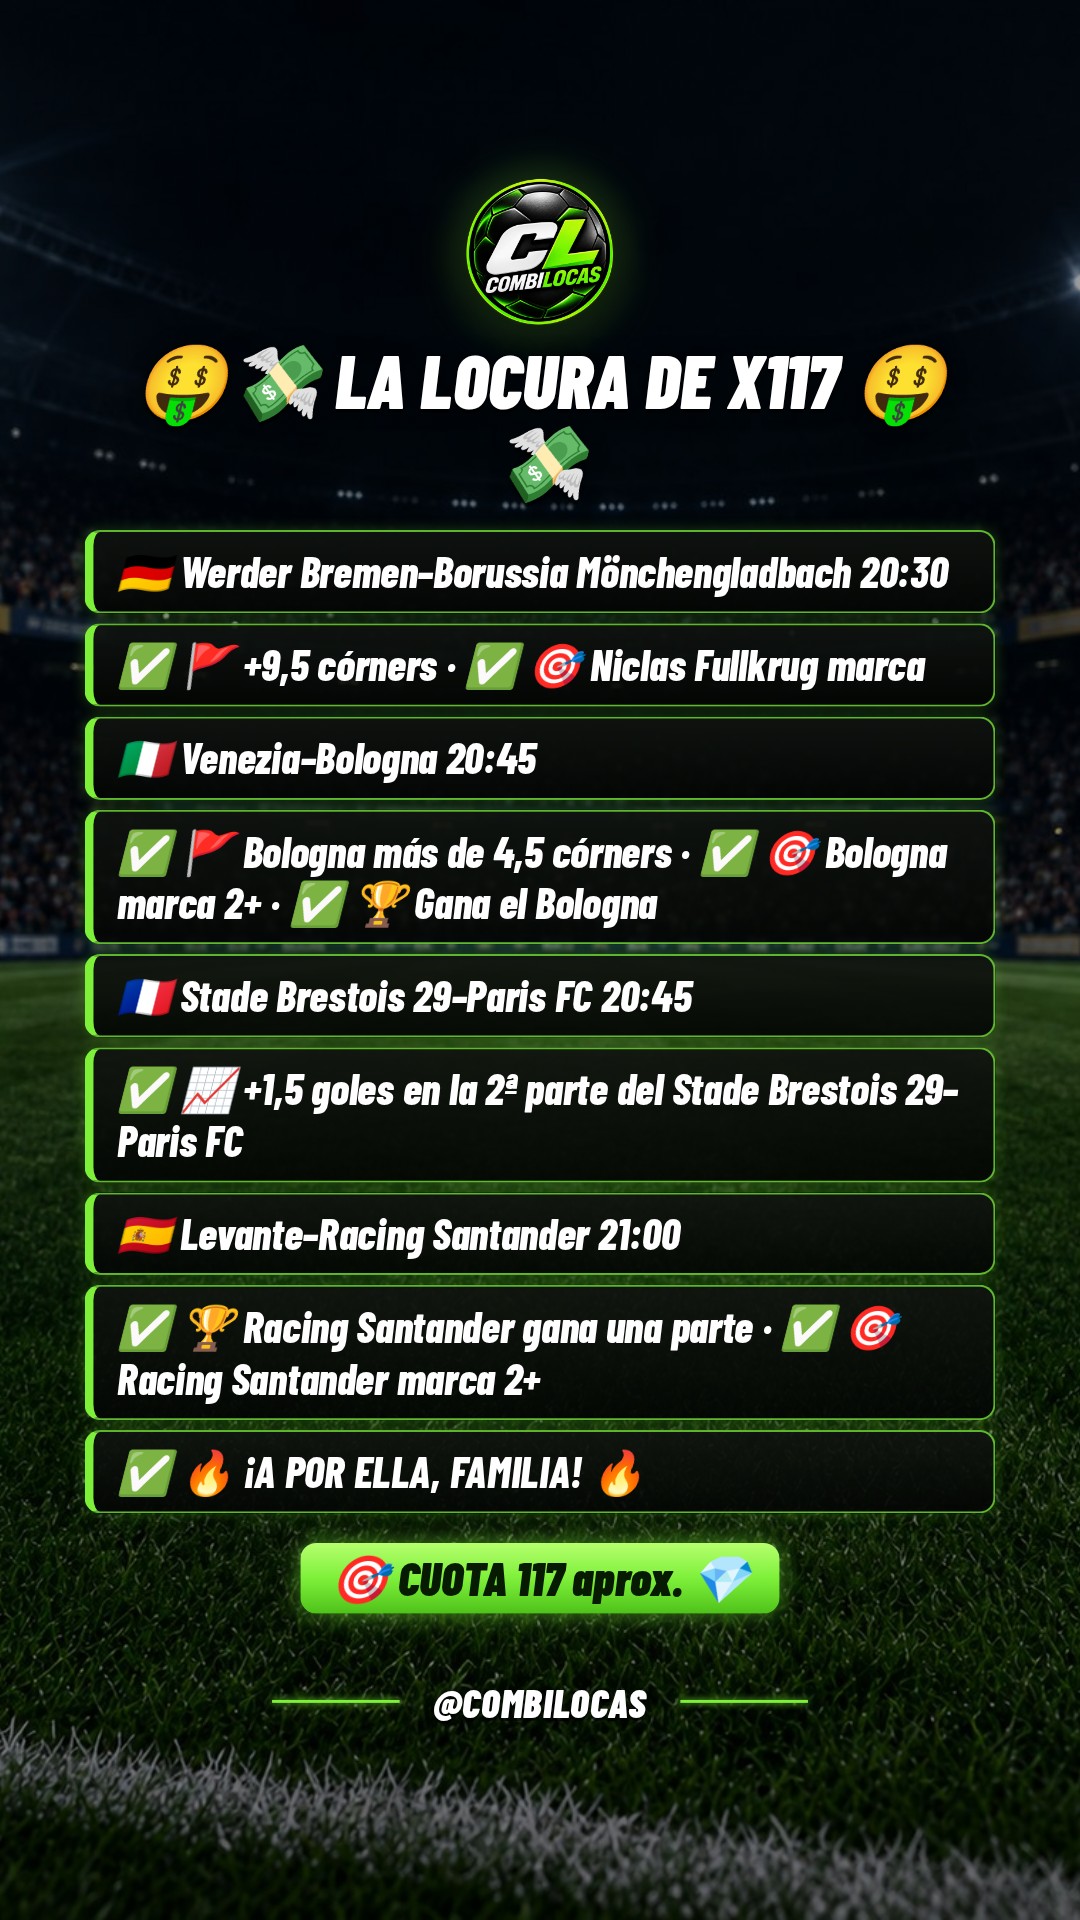 CL
COMBILOCAS
🤑 💸 LA LOCURA DE X117 🤑
💸
🇩🇪 Werder Bremen-Borussia Mönchengladbach 20:30
✅ 🚩 +9,5 córners · ✅ 🎯 Niclas Fullkrug marca
🇮🇹 Venezia-Bologna 20:45
✅ 🚩 Bologna más de 4,5 córners · ✅ 🎯 Bologna
marca 2+ · ✅ 🏆 Gana el Bologna
🇫🇷 Stade Brestois 29-Paris FC 20:45
✅ 📈 +1,5 goles en la 2ª parte del Stade Brestois 29-
Paris FC
🇪🇸 Levante-Racing Santander 21:00
✅ 🏆 Racing Santander gana una parte · ✅ 🎯
Racing Santander marca 2+
✅ 🔥 ¡A POR ELLA, FAMILIA! 🔥
🎯 CUOTA 117 aprox. 💎
@COMBILOCAS